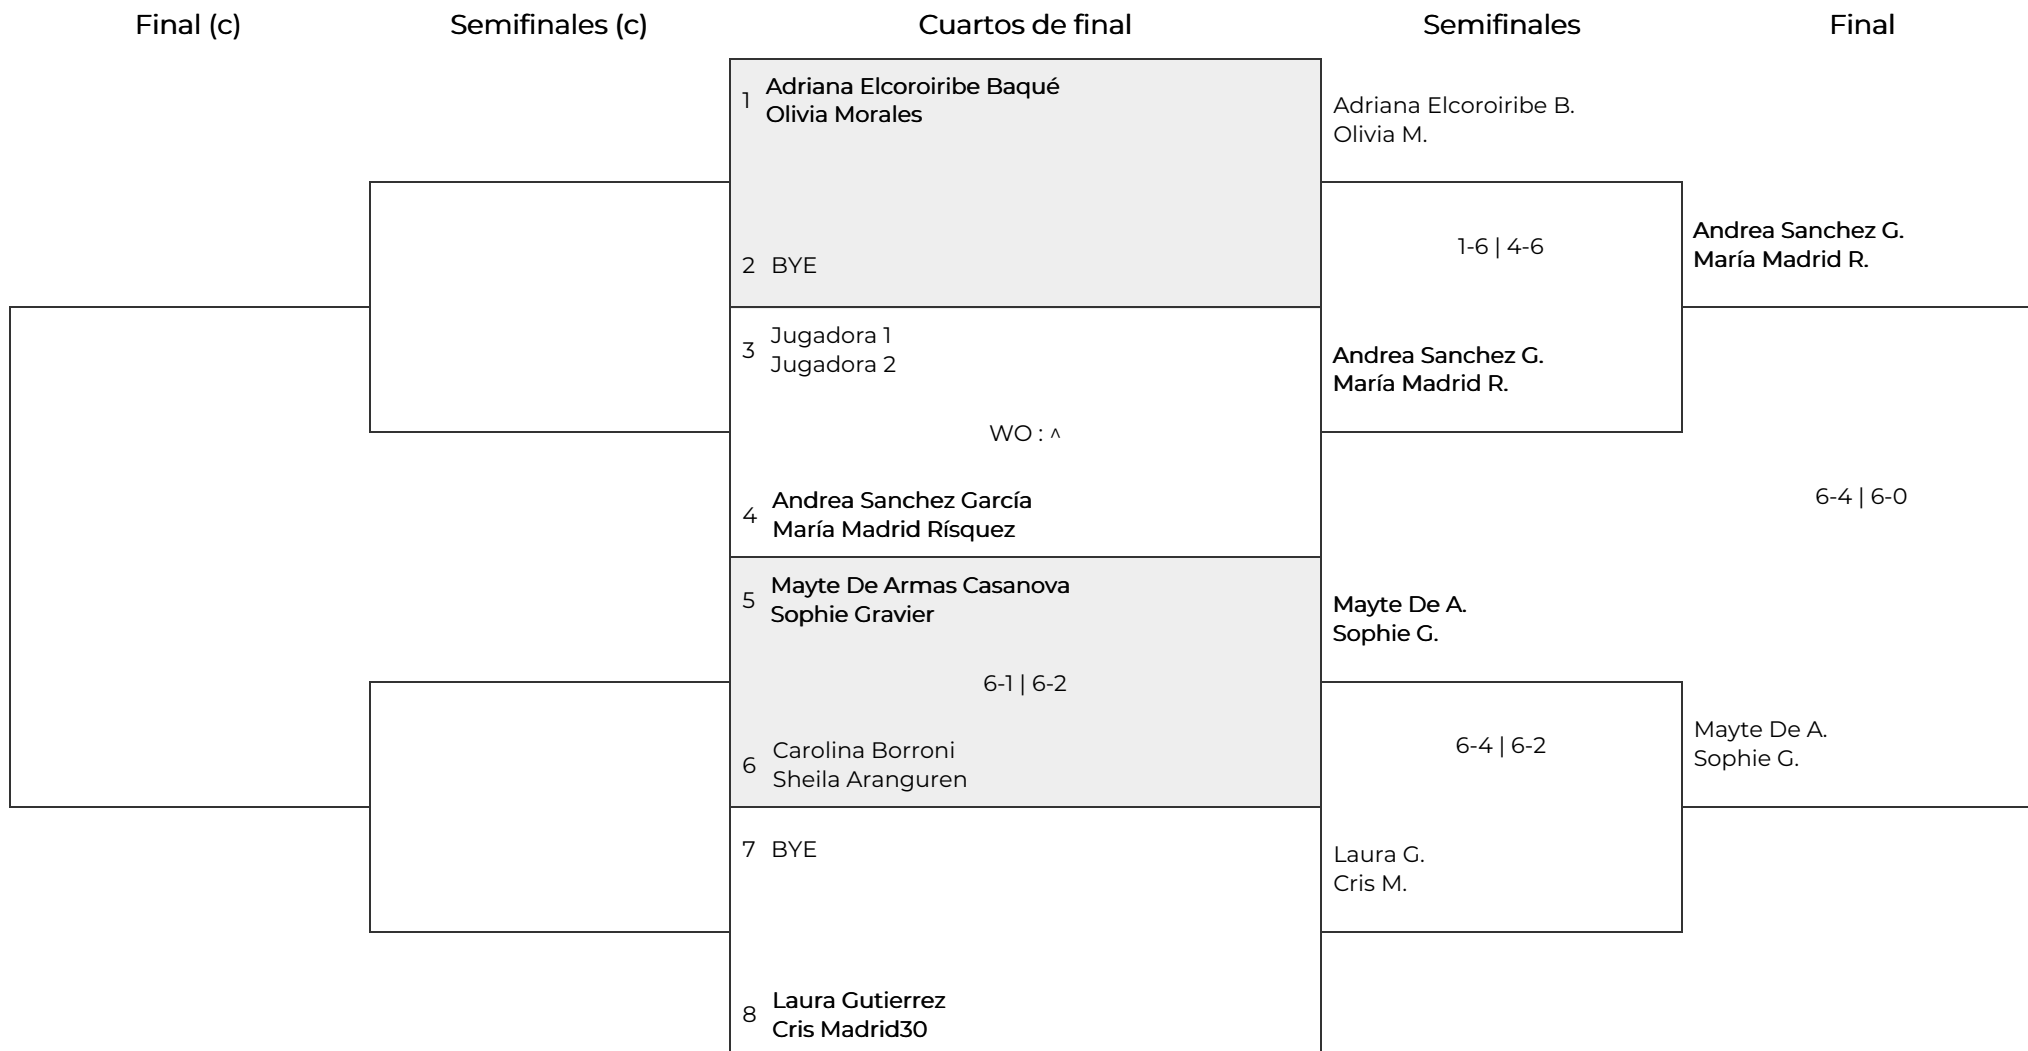 Final (c)
Semifinales (c)
Cuartos de final
Semifinales
Final
1
Adriana Elcoroiribe Baqué
Olivia Morales
2 BYE
3
Jugadora 1
Jugadora 2
WO : ^
4
Andrea Sanchez García
María Madrid Rísquez
5
Mayte De Armas Casanova
Sophie Gravier
6-1 | 6-2
6
Carolina Borroni
Sheila Aranguren
7 BYE
8
Laura Gutierrez
Cris Madrid30
Adriana Elcoroiribe B.
Olivia M.
1-6 | 4-6
Andrea Sanchez G.
María Madrid R.
Mayte De A.
Sophie G.
6-4 | 6-2
Laura G.
Cris M.
Andrea Sanchez G.
María Madrid R.
6-4 | 6-0
Mayte De A.
Sophie G.